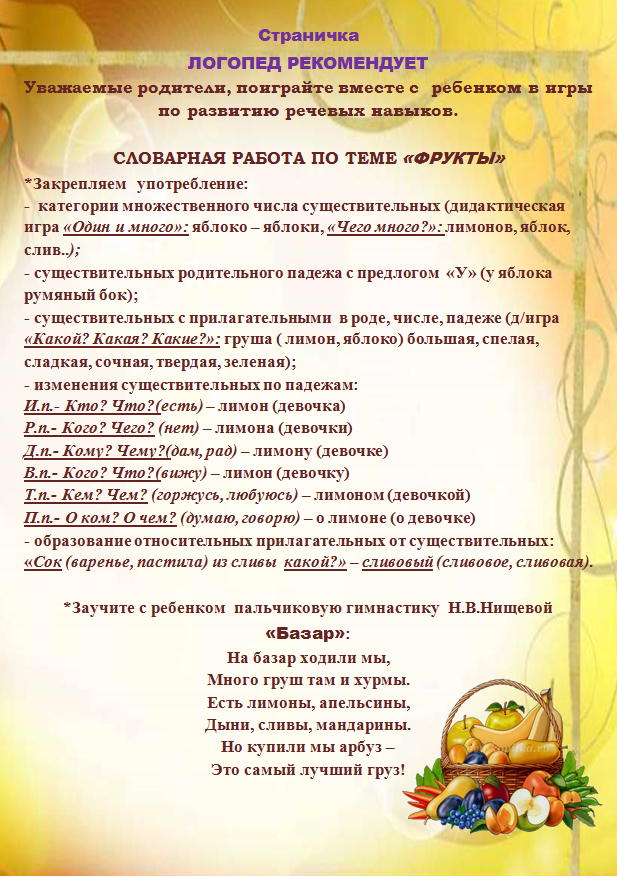 Страничка
ЛОГОПЕД РЕКОМЕНДУЕТ
Уважаемые родители, поиграйте вместе с ребенком в игры
по развитию речевых навыков.
СЛОВАРНАЯ РАБОТА ПО ТЕМЕ «ФРУКТЫ»
*Закрепляем употребление:
- категории множественного числа существительных (дидактическая
игра «Один и много»: яблоко – яблоки, «Чего много?»: лимонов, яблок,
слив..);
- существительных родительного падежа с предлогом «У» (у яблока
румяный бок);
- существительных с прилагательными в роде, числе, падеже (д/игра
«Какой? Какая? Какие?»: груша ( лимон, яблоко) большая, спелая,
сладкая, сочная, твердая, зеленая);
- изменения существительных по падежам:
И.п.- Кто? Что?(есть) – лимон (девочка)
Р.п.- Кого? Чего? (нет) – лимона (девочки)
Д.п.- Кому? Чему?(дам, рад) – лимону (девочке)
В.п.- Кого? Что?(вижу) – лимон (девочку)
Т.п.- Кем? Чем? (горжусь, любуюсь) – лимоном (девочкой)
П.п.- О ком? О чем? (думаю, говорю) – о лимоне (о девочке)
- образование относительных прилагательных от существительных:
«Сок (варенье, пастила) из сливы какой?» – сливовый (сливовое, сливовая).
*Заучите с ребенком пальчиковую гимнастику Н.В.Нищевой
«Базар»:
На базар ходили мы,
Много груш там и хурмы.
Есть лимоны, апельсины,
Дыни, сливы, мандарины.
Но купили мы арбуз –
Это самый лучший груз!